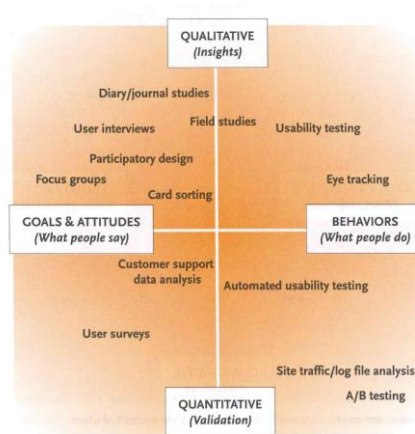 QUALITATIVE
(Insights)
Diary/journal studies
Field studies
User interviews
Usability testing
Participatory design
Focus groups
Eye tracking
Card sorting
GOALS & ATTITUDES
(What people say)
BEHAVIORS
(What people do)
Customer support
data analysis
Automated usability testing
User surveys
Site traffic/log file analysis
A/B testing
QUANTITATIVE
(Validation)